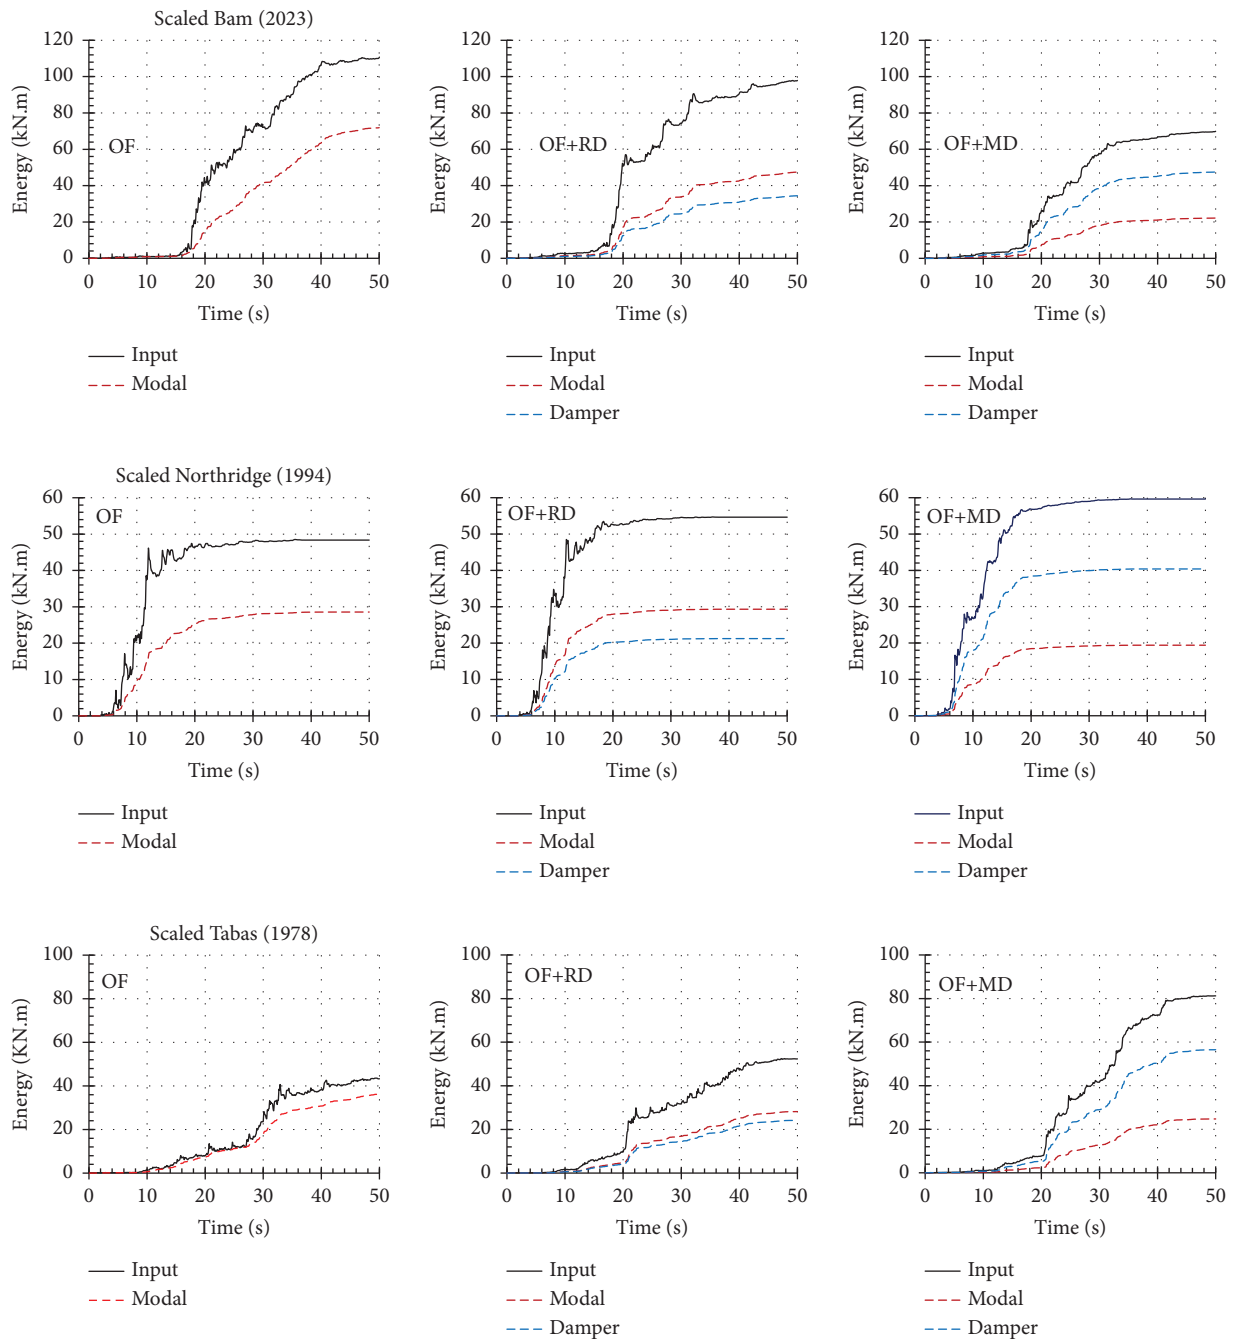 Scaled Bam (2023)
120
100
80
60
40
20
0
Energy (kN.m)
OF
0 10 20 30 40 50
Time (s)
Input
Modal
120
100
80
60
40
20
0
Energy (kN.m)
OF+RD
0 10 20 30 40 50
Time (s)
Input
Modal
Damper
120
100
80
60
40
20
0
Energy (kN.m)
OF+MD
0 10 20 30 40 50
Time (s)
Input
Modal
Damper
Scaled Northridge (1994)
60
50
40
30
20
10
0
Energy (kN.m)
OF
0 10 20 30 40 50
Time (s)
Input
Modal
60
50
40
30
20
10
0
Energy (kN.m)
OF+RD
0 10 20 30 40 50
Time (s)
Input
Modal
Damper
60
50
40
30
20
10
0
Energy (kN.m)
OF+MD
0 10 20 30 40 50
Time (s)
Input
Modal
Damper
Scaled Tabas (1978)
100
80
60
40
20
0
Energy (KN.m)
OF
0 10 20 30 40 50
Time (s)
Input
Modal
100
80
60
40
20
0
Energy (kN.m)
OF+RD
0 10 20 30 40 50
Time (s)
Input
Modal
Damper
100
80
60
40
20
0
Energy (kN.m)
OF+MD
0 10 20 30 40 50
Time (s)
Input
Modal
Damper